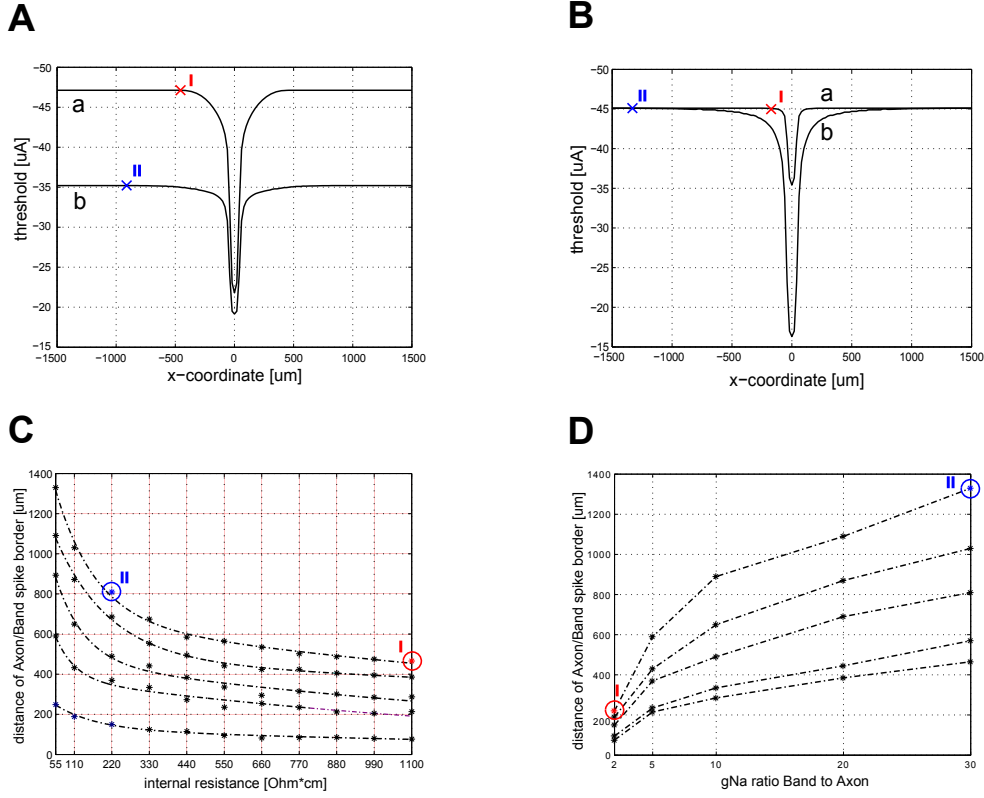 A
−50
−45
−40
−35
−30
−25
−20
−15
threshold [uA]
a
b
I
II
−1500
−1000
−500
0
500
1000
1500
x−coordinate [um]
B
−50
−45
−40
−35
−30
−25
−20
−15
threshold [uA]
II
I
a
b
−1500
−1000
−500
0
500
1000
1500
x−coordinate [um]
C
1400
1200
1000
800
600
400
200
0
distance of Axon/Band spike border [um]
II
I
55 110 220 330 440 550 660 770 880 990 1100
internal resistance [Ohm*cm]
D
1400
1200
1000
800
600
400
200
0
distance of Axon/Band spike border [um]
II
I
2 5 10 20 30
gNa ratio Band to Axon